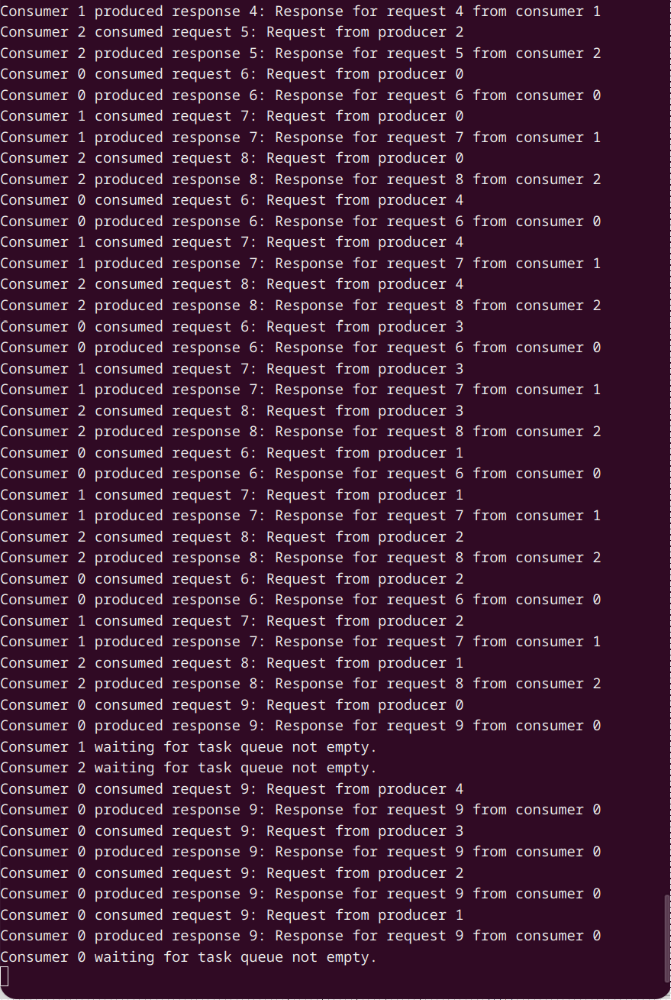 Consumer 1 produced response 4: Response for request 4 from consumer 1
Consumer 2 consumed request 5: Request from producer 2
Consumer 2 produced response 5: Response for request 5 from consumer 2
Consumer 0 consumed request 6: Request from producer 0
Consumer 0 produced response 6: Response for request 6 from consumer 0
Consumer 1 consumed request 7: Request from producer 0
Consumer 1 produced response 7: Response for request 7 from consumer 1
Consumer 2 consumed request 8: Request from producer 0
Consumer 2 produced response 8: Response for request 8 from consumer 2
Consumer 0 consumed request 6: Request from producer 4
Consumer 0 produced response 6: Response for request 6 from consumer 0
Consumer 1 consumed request 7: Request from producer 4
Consumer 1 produced response 7: Response for request 7 from consumer 1
Consumer 2 consumed request 8: Request from producer 4
Consumer 2 produced response 8: Response for request 8 from consumer 2
Consumer 0 consumed request 6: Request from producer 3
Consumer 0 produced response 6: Response for request 6 from consumer 0
Consumer 1 consumed request 7: Request from producer 3
Consumer 1 produced response 7: Response for request 7 from consumer 1
Consumer 2 consumed request 8: Request from producer 3
Consumer 2 produced response 8: Response for request 8 from consumer 2
Consumer 0 consumed request 6: Request from producer 1
Consumer 0 produced response 6: Response for request 6 from consumer 0
Consumer 1 consumed request 7: Request from producer 1
Consumer 1 produced response 7: Response for request 7 from consumer 1
Consumer 2 consumed request 8: Request from producer 2
Consumer 2 produced response 8: Response for request 8 from consumer 2
Consumer 0 consumed request 6: Request from producer 2
Consumer 0 produced response 6: Response for request 6 from consumer 0
Consumer 1 consumed request 7: Request from producer 2
Consumer 1 produced response 7: Response for request 7 from consumer 1
Consumer 2 consumed request 8: Request from producer 1
Consumer 2 produced response 8: Response for request 8 from consumer 2
Consumer 0 consumed request 9: Request from producer 0
Consumer 0 produced response 9: Response for request 9 from consumer 0
Consumer 1 waiting for task queue not empty.
Consumer 2 waiting for task queue not empty.
Consumer 0 consumed request 9: Request from producer 4
Consumer 0 produced response 9: Response for request 9 from consumer 0
Consumer 0 consumed request 9: Request from producer 3
Consumer 0 produced response 9: Response for request 9 from consumer 0
Consumer 0 consumed request 9: Request from producer 2
Consumer 0 produced response 9: Response for request 9 from consumer 0
Consumer 0 consumed request 9: Request from producer 1
Consumer 0 produced response 9: Response for request 9 from consumer 0
Consumer 0 waiting for task queue not empty.